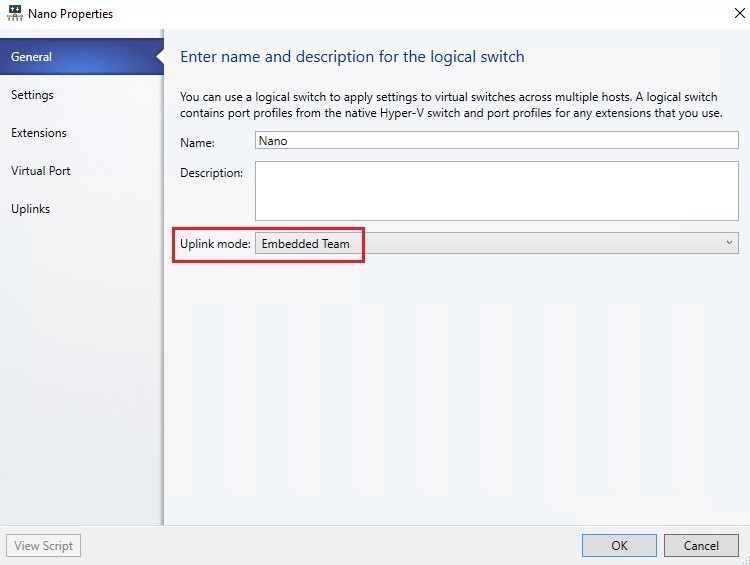 Nano Properties
General
Settings
Extensions
Virtual Port
Uplinks
Enter name and description for the logical switch
You can use a logical switch to apply settings to virtual switches across multiple hosts. A logical switch
contains port profiles from the native Hyper-V switch and port profiles for any extensions that you use.
Name: Nano
Description:
Uplink mode: Embedded Team
View Script
OK
Cancel